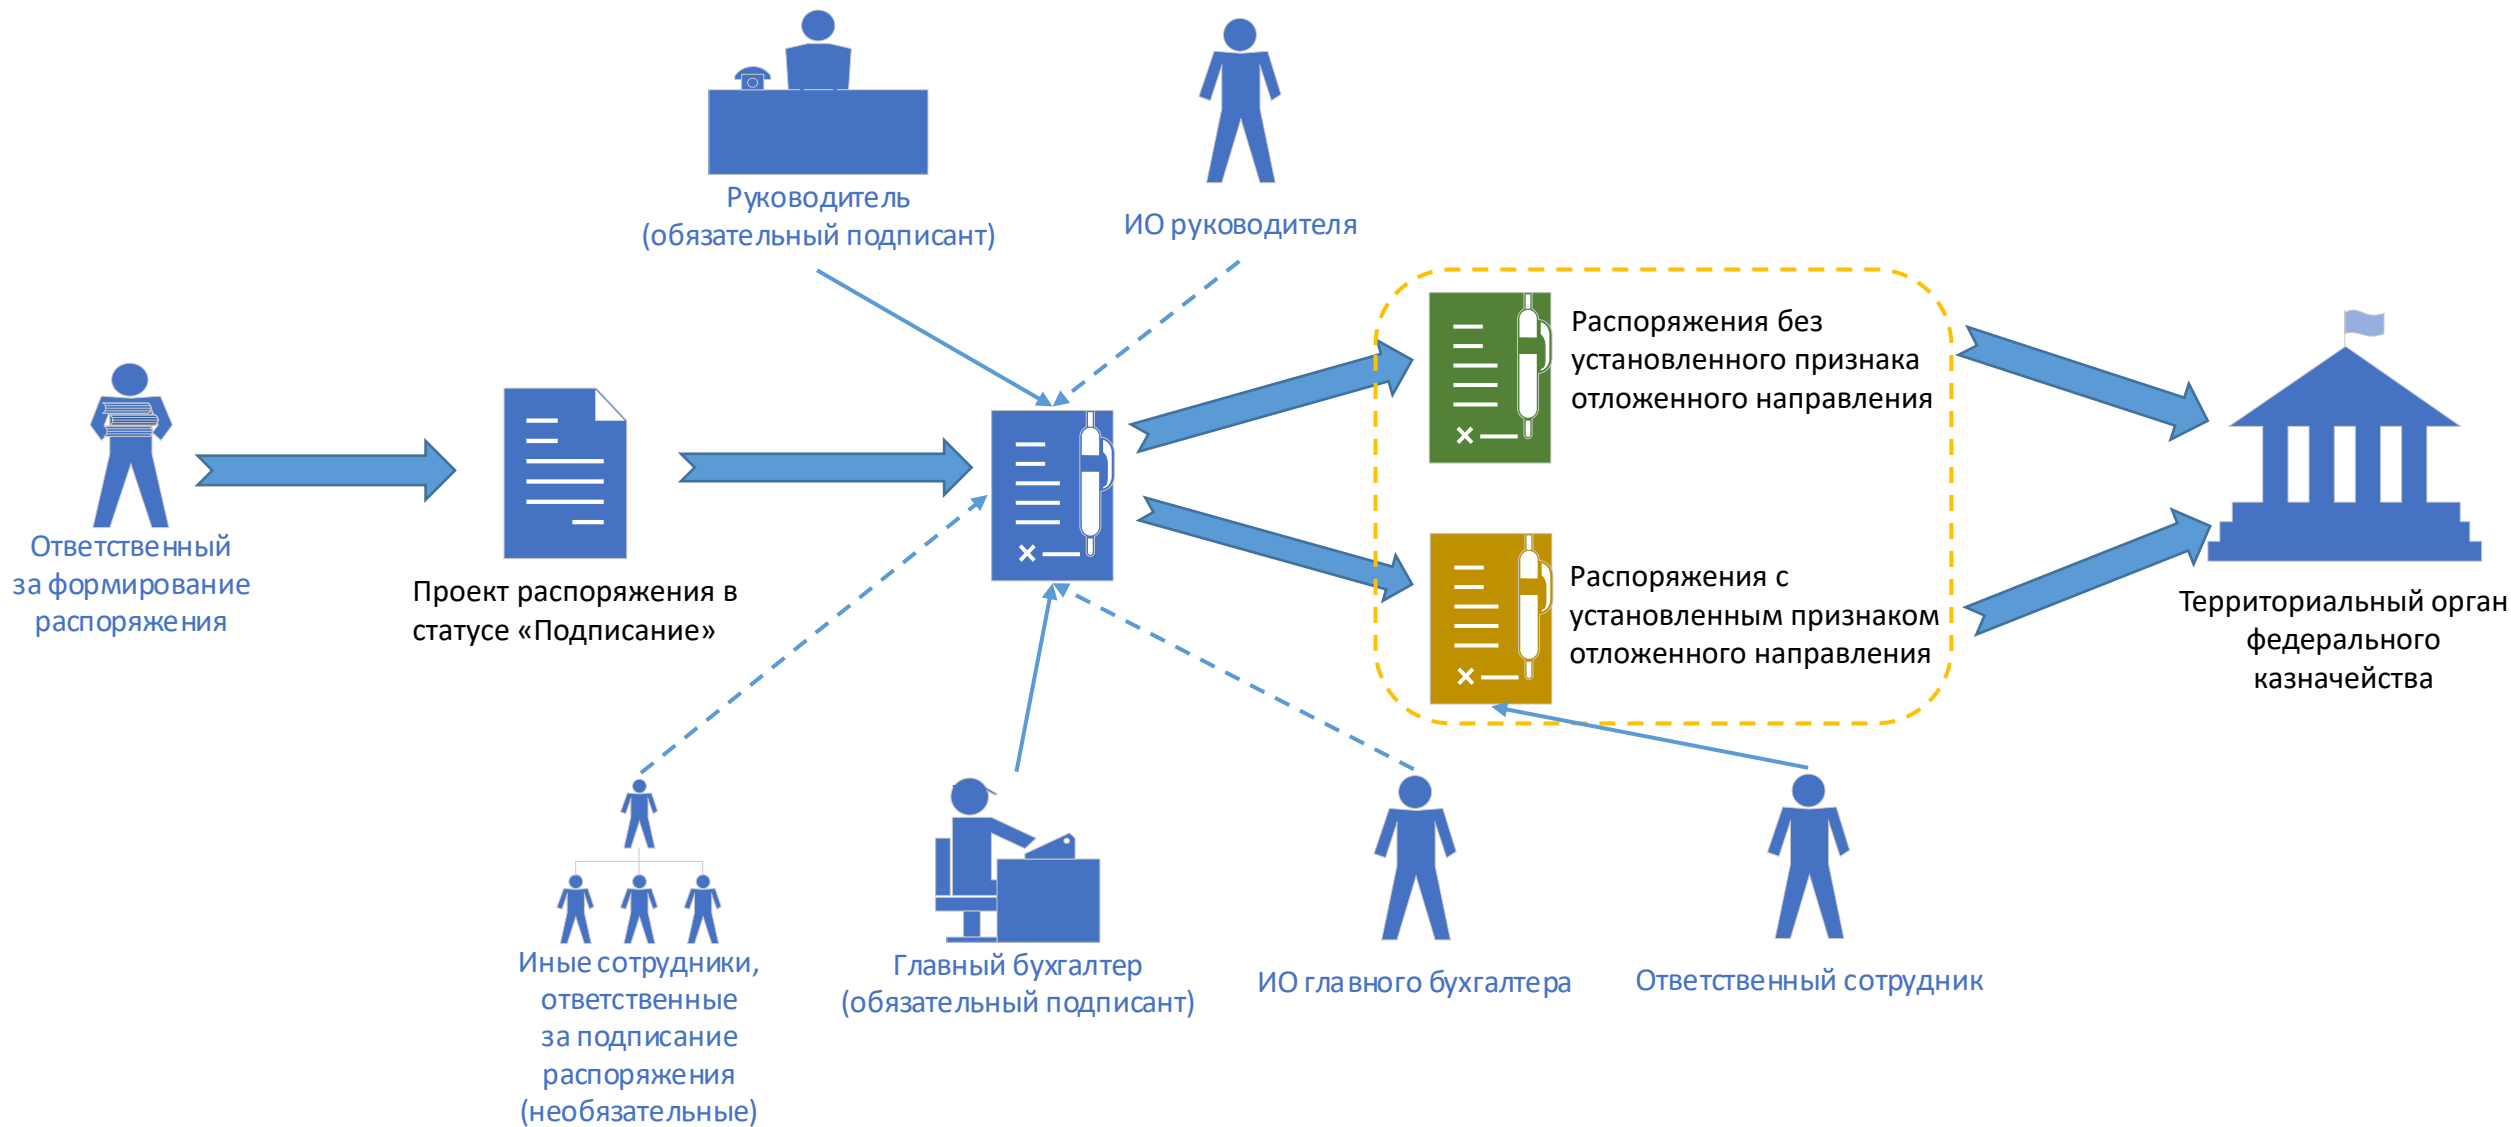 Руководитель
(обязательный подписант)
ИО руководителя
Распоряжения без
установленного признака
отложенного направления
Ответственный
за формирование
распоряжения
Проект распоряжения в
статусе «Подписание»
Распоряжения с
установленным признаком
отложенного направления
Территориальный орган
федерального
казначейства
Иные сотрудники,
ответственные
за подписание
распоряжения
(необязательные)
Главный бухгалтер
(обязательный подписант)
ИО главного бухгалтера
Ответственный сотрудник